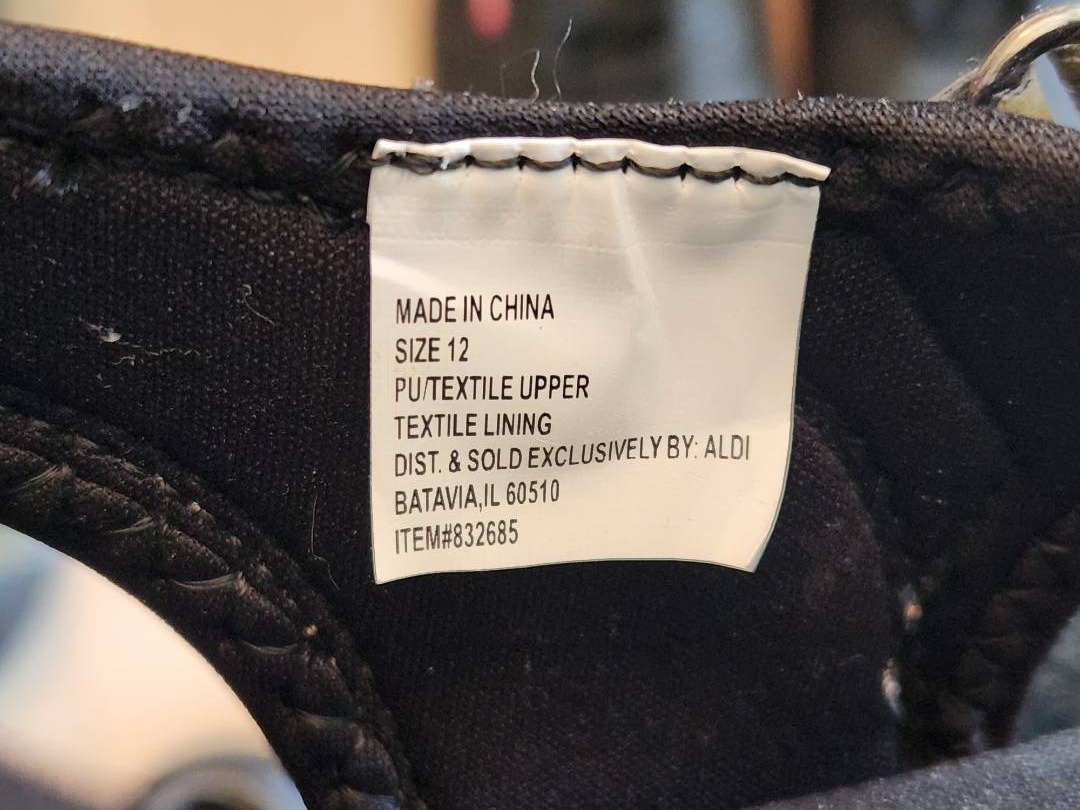 MADE IN CHINA
SIZE 12
PU/TEXTILE UPPER
TEXTILE LINING
DIST. & SOLD EXCLUSIVELY BY: ALDI
BATAVIA,IL 60510
ITEM#832685